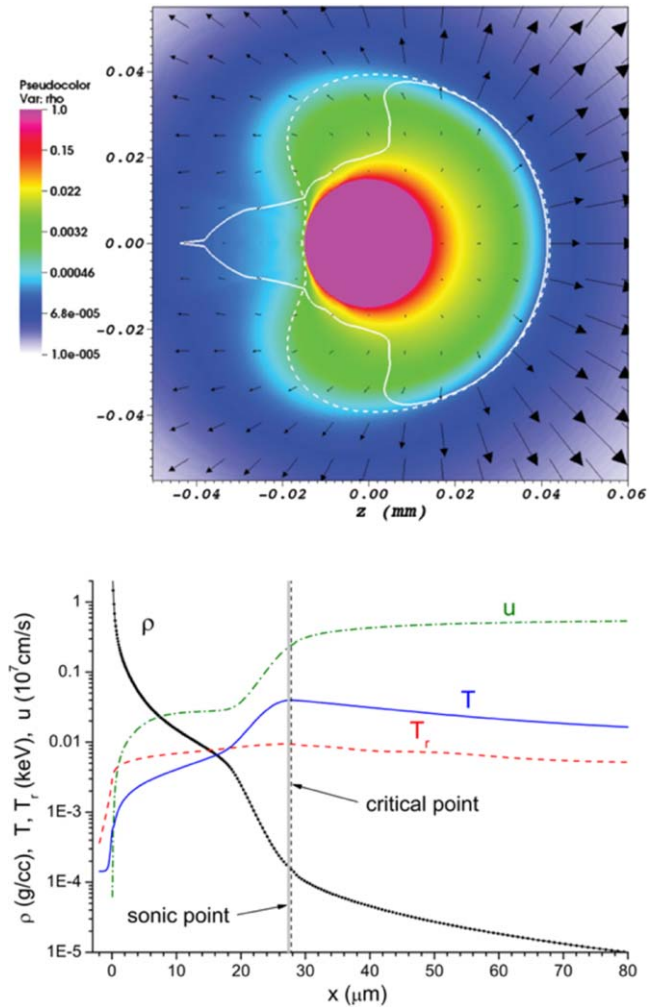 Pseudocolor
Var: rho
1.0
0.15
0.022
0.0032
0.00046
6.8e-005
1.0e-005
0.04
0.02
0.00
-0.02
-0.04
-0.04 -0.02 0.00 0.02 0.04 0.06
z (mm)
ρ (g/cc), T, Tr (keV), u (10⁷cm/s)
1
0.1
0.01
1E-3
1E-4
1E-5
ρ
u
T
Tr
critical point
sonic point
0 10 20 30 40 50 60 70 80
x (μm)